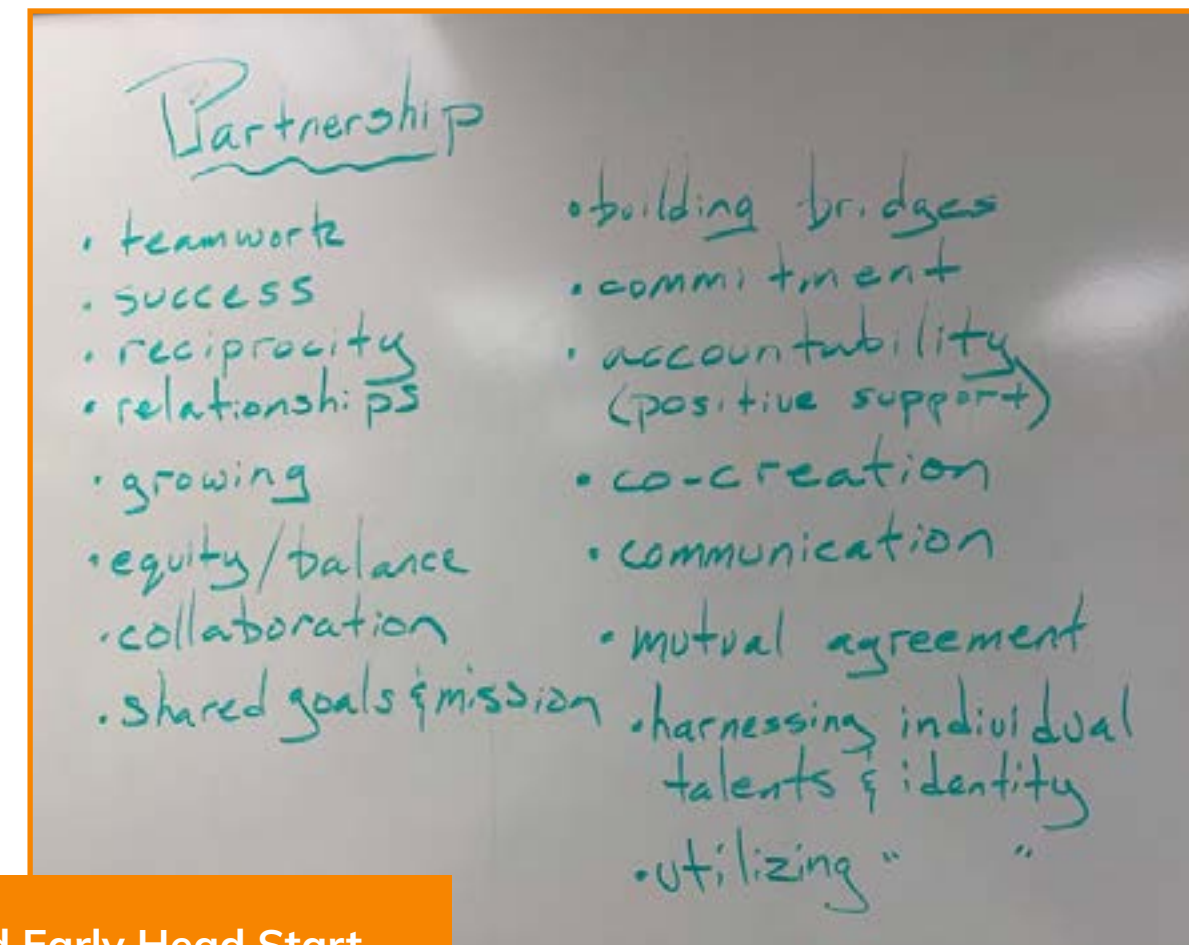 Partnership
• teamwork
• success
• reciprocity
• relationships
• growing
• equity/balance
• collaboration
• shared goals & mission
• building bridges
• commitment
• accountability
(positive support)
• co-creation
• communication
• mutual agreement
• harnessing individual
talents & identity
• utilizing " "
Early Head Start